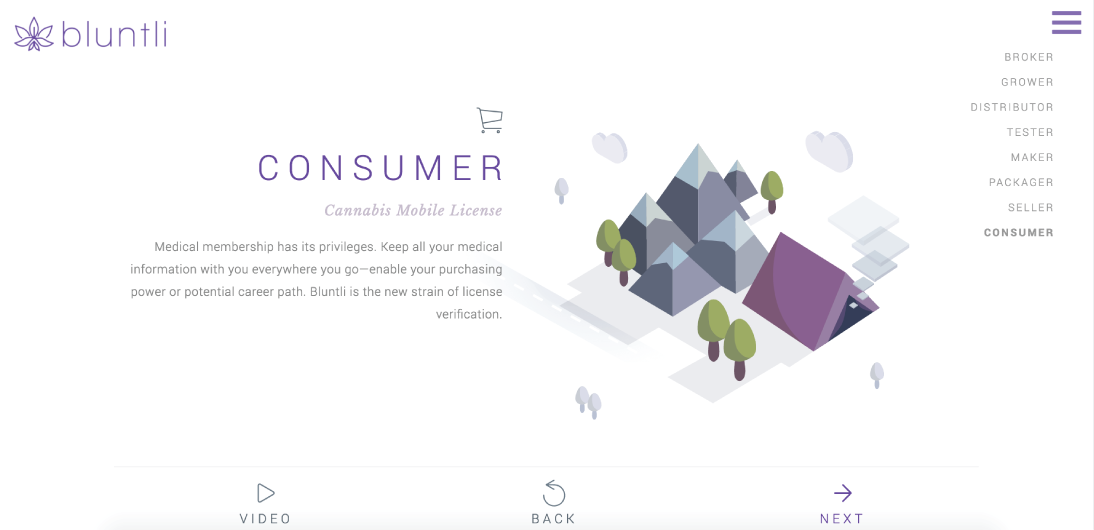 bluntli
BROKER
GROWER
DISTRIBUTOR
TESTER
MAKER
PACKAGER
SELLER
CONSUMER
CONSUMER
Cannabis Mobile License
Medical membership has its privileges. Keep all your medical
information with you everywhere you go—enable your purchasing
power or potential career path. Bluntli is the new strain of license
verification.
VIDEO
BACK
NEXT